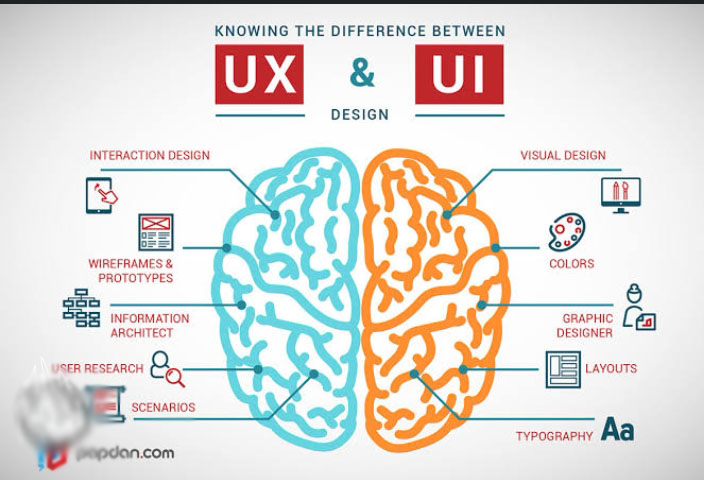 KNOWING THE DIFFERENCE BETWEEN
UX & UI
DESIGN
INTERACTION DESIGN
WIREFRAMES &
PROTOTYPES
INFORMATION
ARCHITECT
USER RESEARCH
SCENARIOS
VISUAL DESIGN
COLORS
GRAPHIC
DESIGNER
LAYOUTS
TYPOGRAPHY Aa
papdan.com